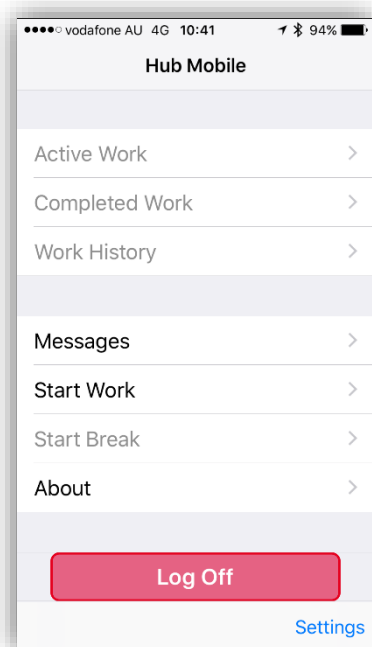 vodafone AU 4G 10:41 94%
Hub Mobile
Active Work
Completed Work
Work History
Messages
Start Work
Start Break
About
Log Off
Settings